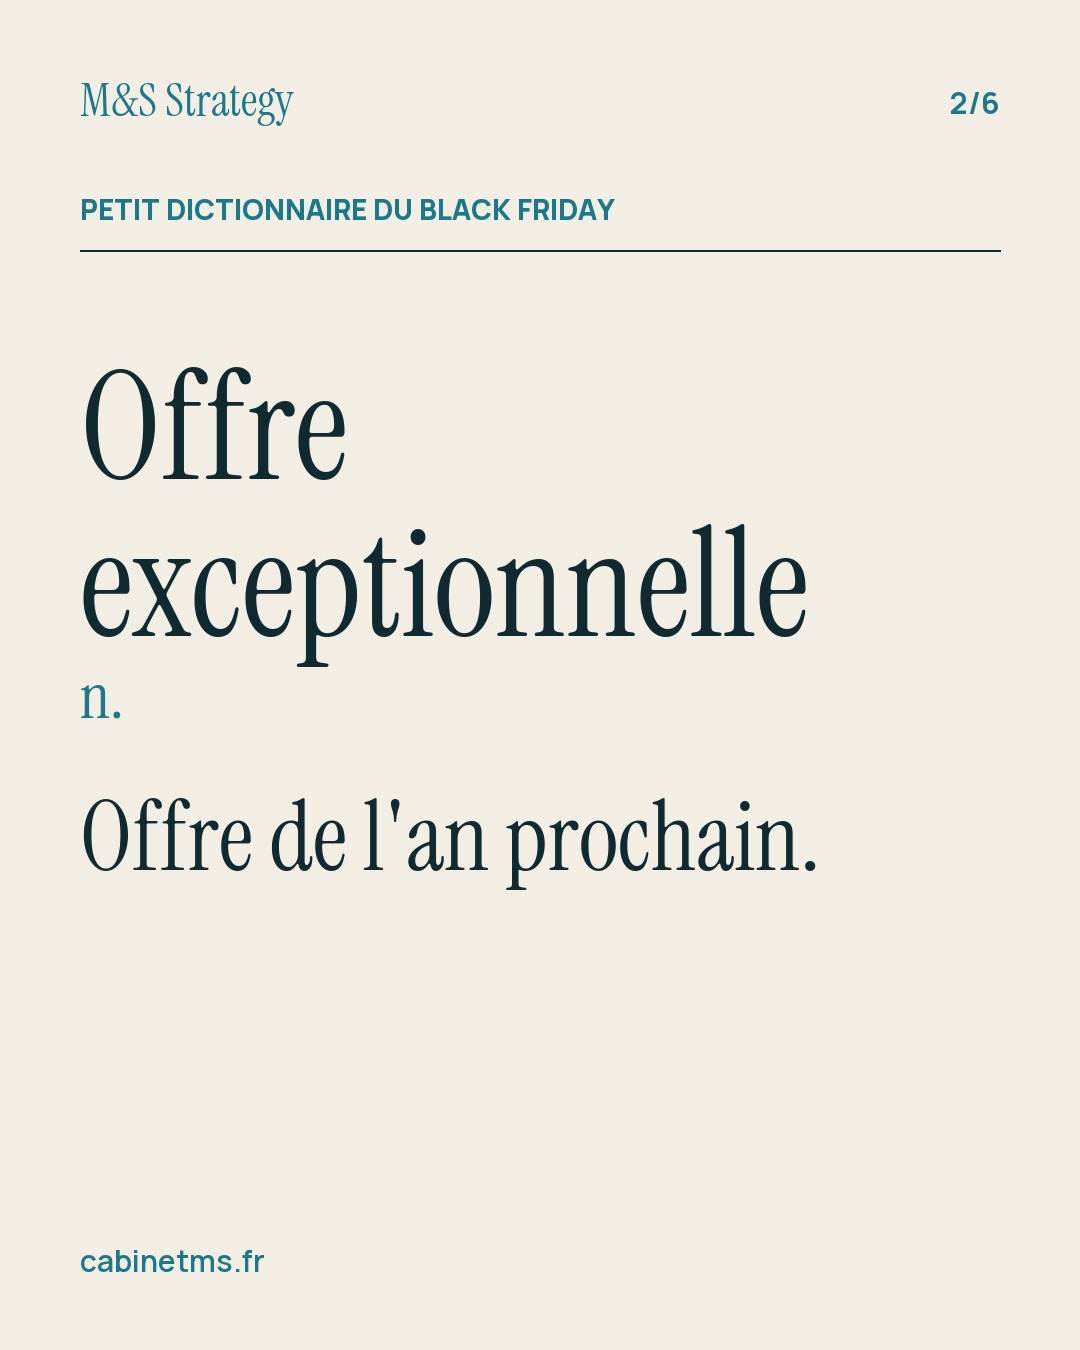 M&S Strategy
2/6
PETIT DICTIONNAIRE DU BLACK FRIDAY
Offre
exceptionnelle
n.
Offre de l'an prochain.
cabinetms.fr